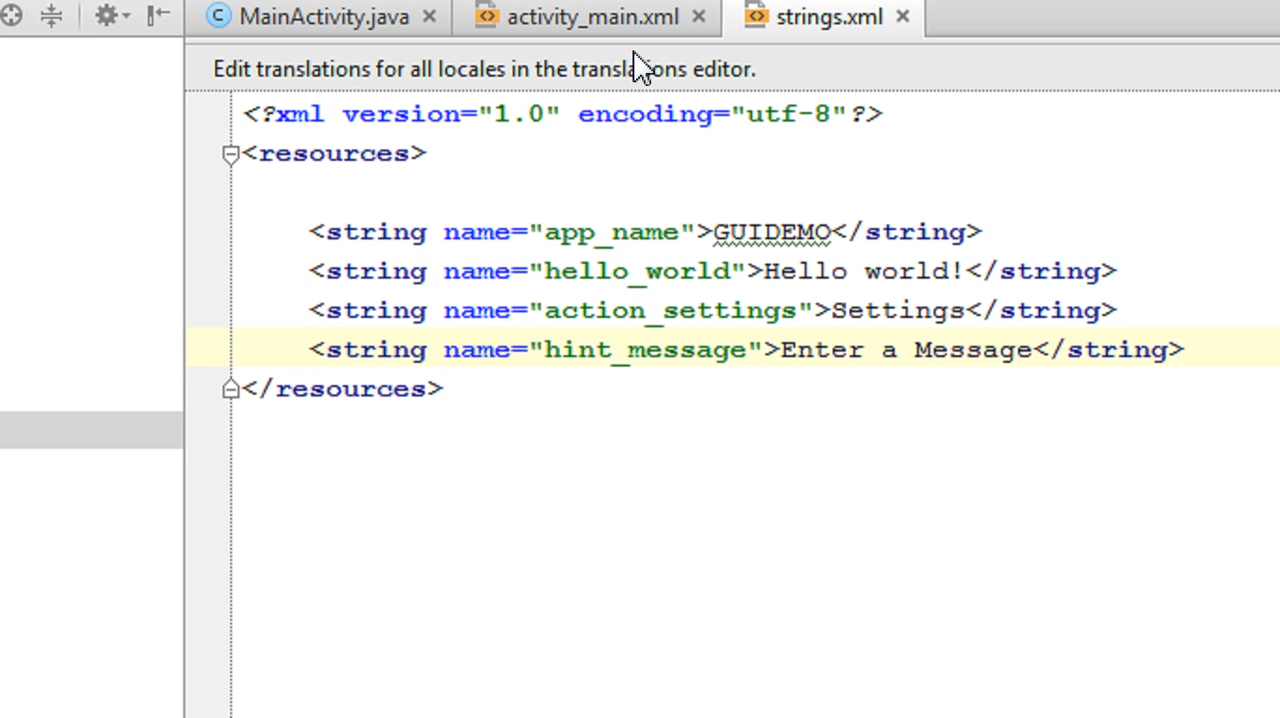 MainActivity.java activity_main.xml strings.xml
Edit translations for all locales in the translations editor.
<?xml version="1.0" encoding="utf-8"?>
<resources>
<string name="app_name">GUIDEMO</string>
<string name="hello_world">Hello world!</string>
<string name="action_settings">Settings</string>
<string name="hint_message">Enter a Message</string>
</resources>